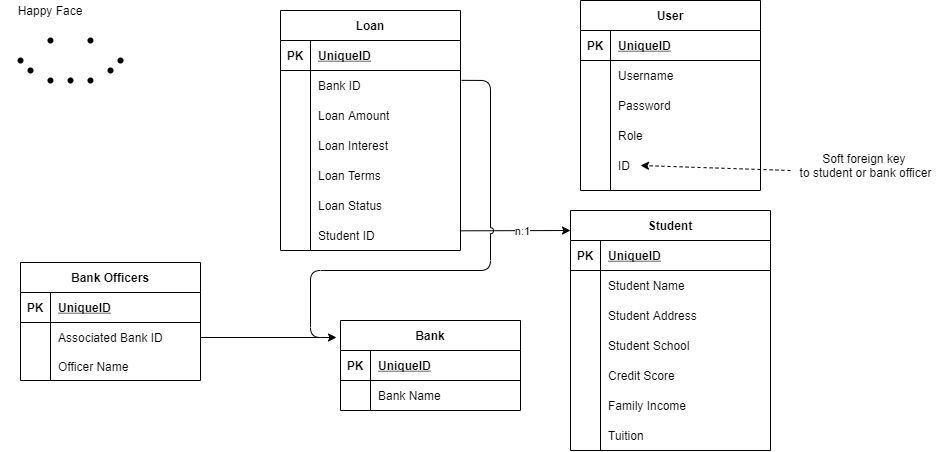 Happy Face
Loan
PK UniqueID
Bank ID
Loan Amount
Loan Interest
Loan Terms
Loan Status
Student ID
User
PK UniqueID
Username
Password
Role
ID
Soft foreign key
to student or bank officer
n:1
Student
PK UniqueID
Student Name
Student Address
Student School
Credit Score
Family Income
Tuition
Bank Officers
PK UniqueID
Associated Bank ID
Officer Name
Bank
PK UniqueID
Bank Name